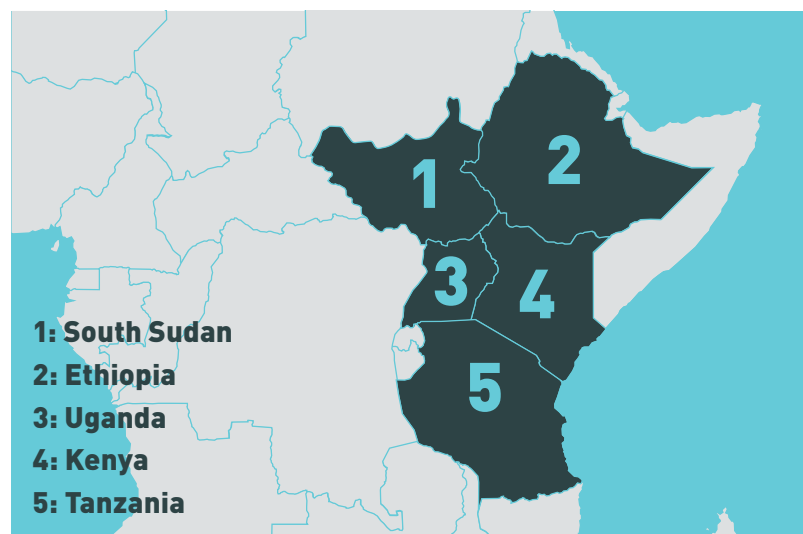 1
2
3
4
5
1: South Sudan
2: Ethiopia
3: Uganda
4: Kenya
5: Tanzania